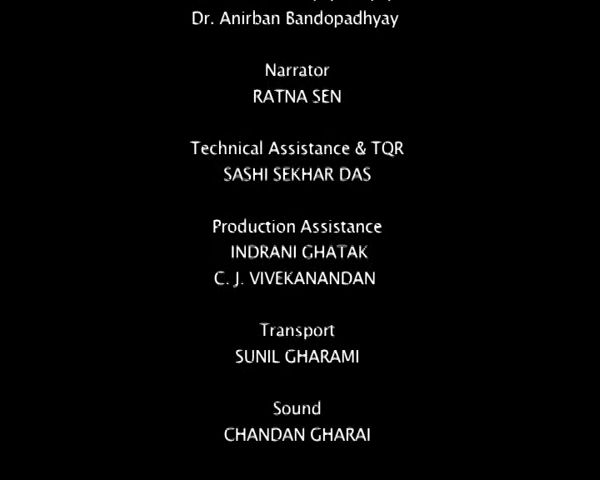 Dr. Anirban Bandopadhyay
Narrator
RATNA SEN
Technical Assistance & TQR
SASHI SEKHAR DAS
Production Assistance
INDRANI GHATAK
C. J. VIVEKANANDAN
Transport
SUNIL GHARAMI
Sound
CHANDAN GHARAI